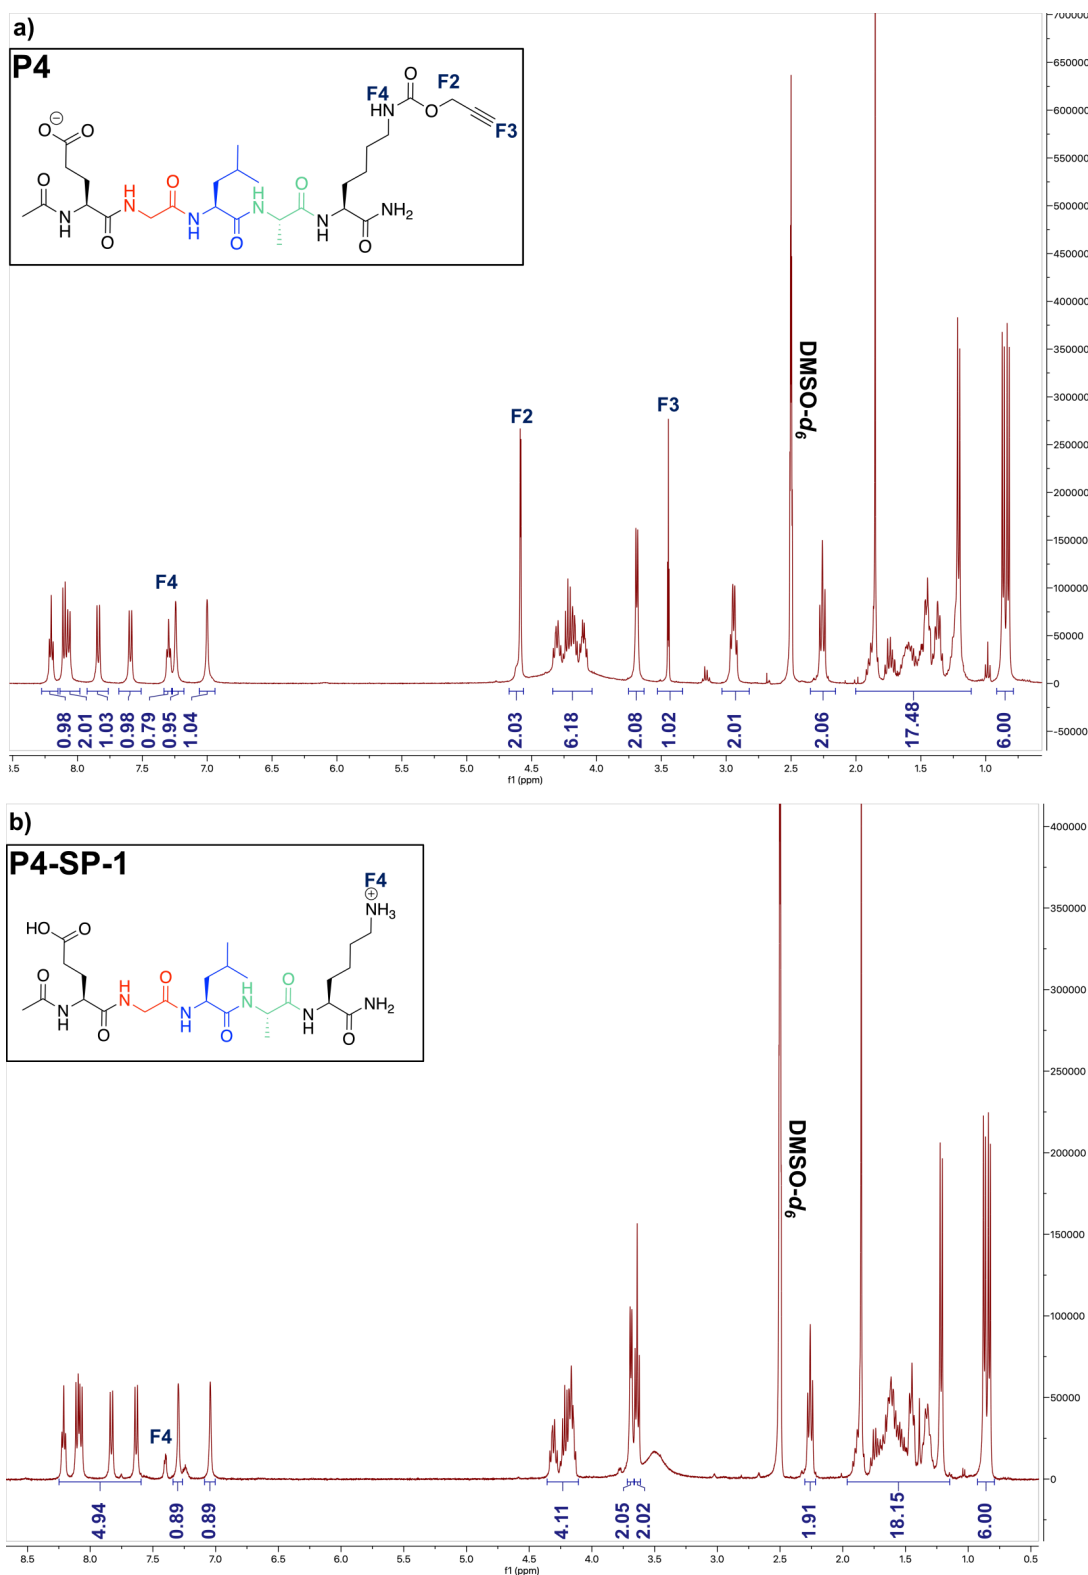 a)
P4
F4
F2
F3
O
HN
O
O⊖
O
O
N
H
H
N
O
O
N
H
O
H
N
O
N
H
O
NH₂
F4
F2
F3
DMSO-d₆
0.98
2.01
1.03
0.98
0.79
0.95
1.04
2.03
6.18
2.08
1.02
2.01
2.06
17.48
6.00
700000
650000
600000
550000
500000
450000
400000
350000
300000
250000
200000
150000
100000
50000
0
-50000
8.0 7.5 7.0 6.5 6.0 5.5 5.0 4.5 4.0 3.5 3.0 2.5 2.0 1.5 1.0
f1 (ppm)
b)
P4-SP-1
F4
⊕
NH₃
HO
O
O
N
H
O
H
N
O
N
H
O
H
N
O
N
H
O
NH₂
F4
DMSO-d₆
4.94
0.89
0.89
4.11
2.05
2.02
1.91
18.15
6.00
400000
350000
300000
250000
200000
150000
100000
50000
0
8.5 8.0 7.5 7.0 6.5 6.0 5.5 5.0 4.5 4.0 3.5 3.0 2.5 2.0 1.5 1.0 0.5
f1 (ppm)